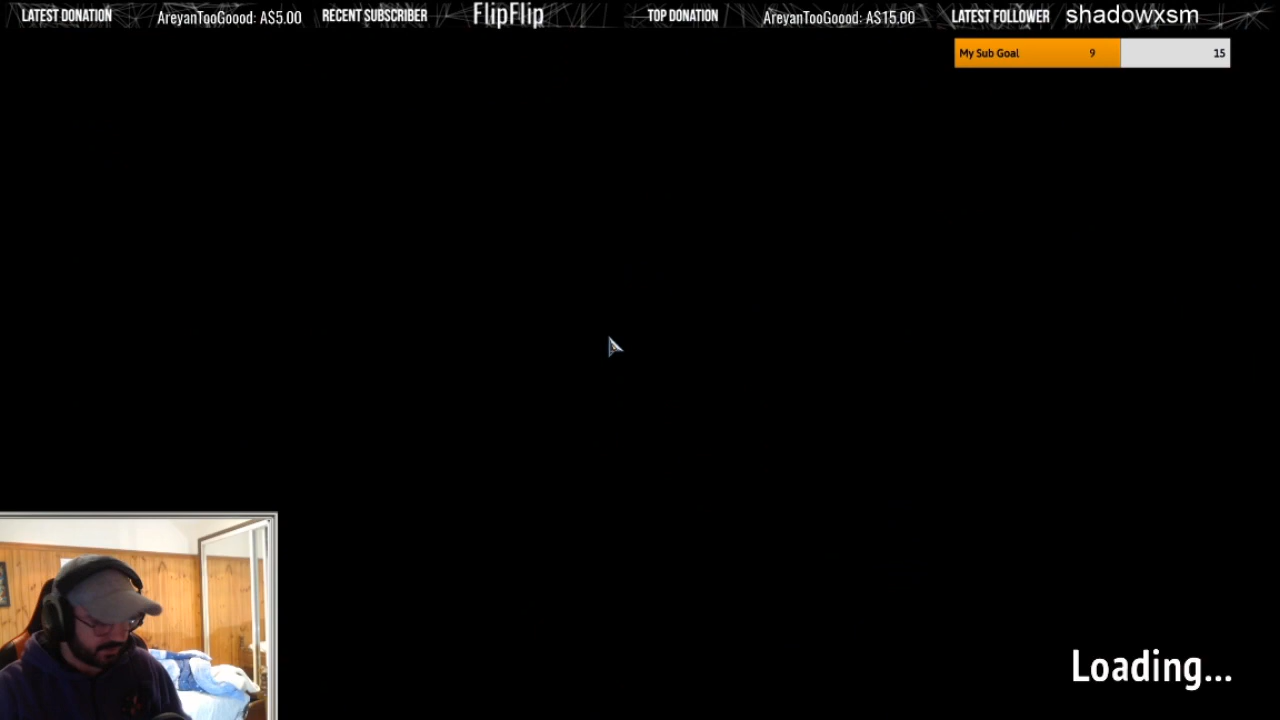 LATEST DONATION AreyanTooGoood: A$5.00 RECENT SUBSCRIBER FlipFlip TOP DONATION AreyanTooGoood: A$15.00 LATEST FOLLOWER shadowxsm
My Sub Goal 9 15
Loading...